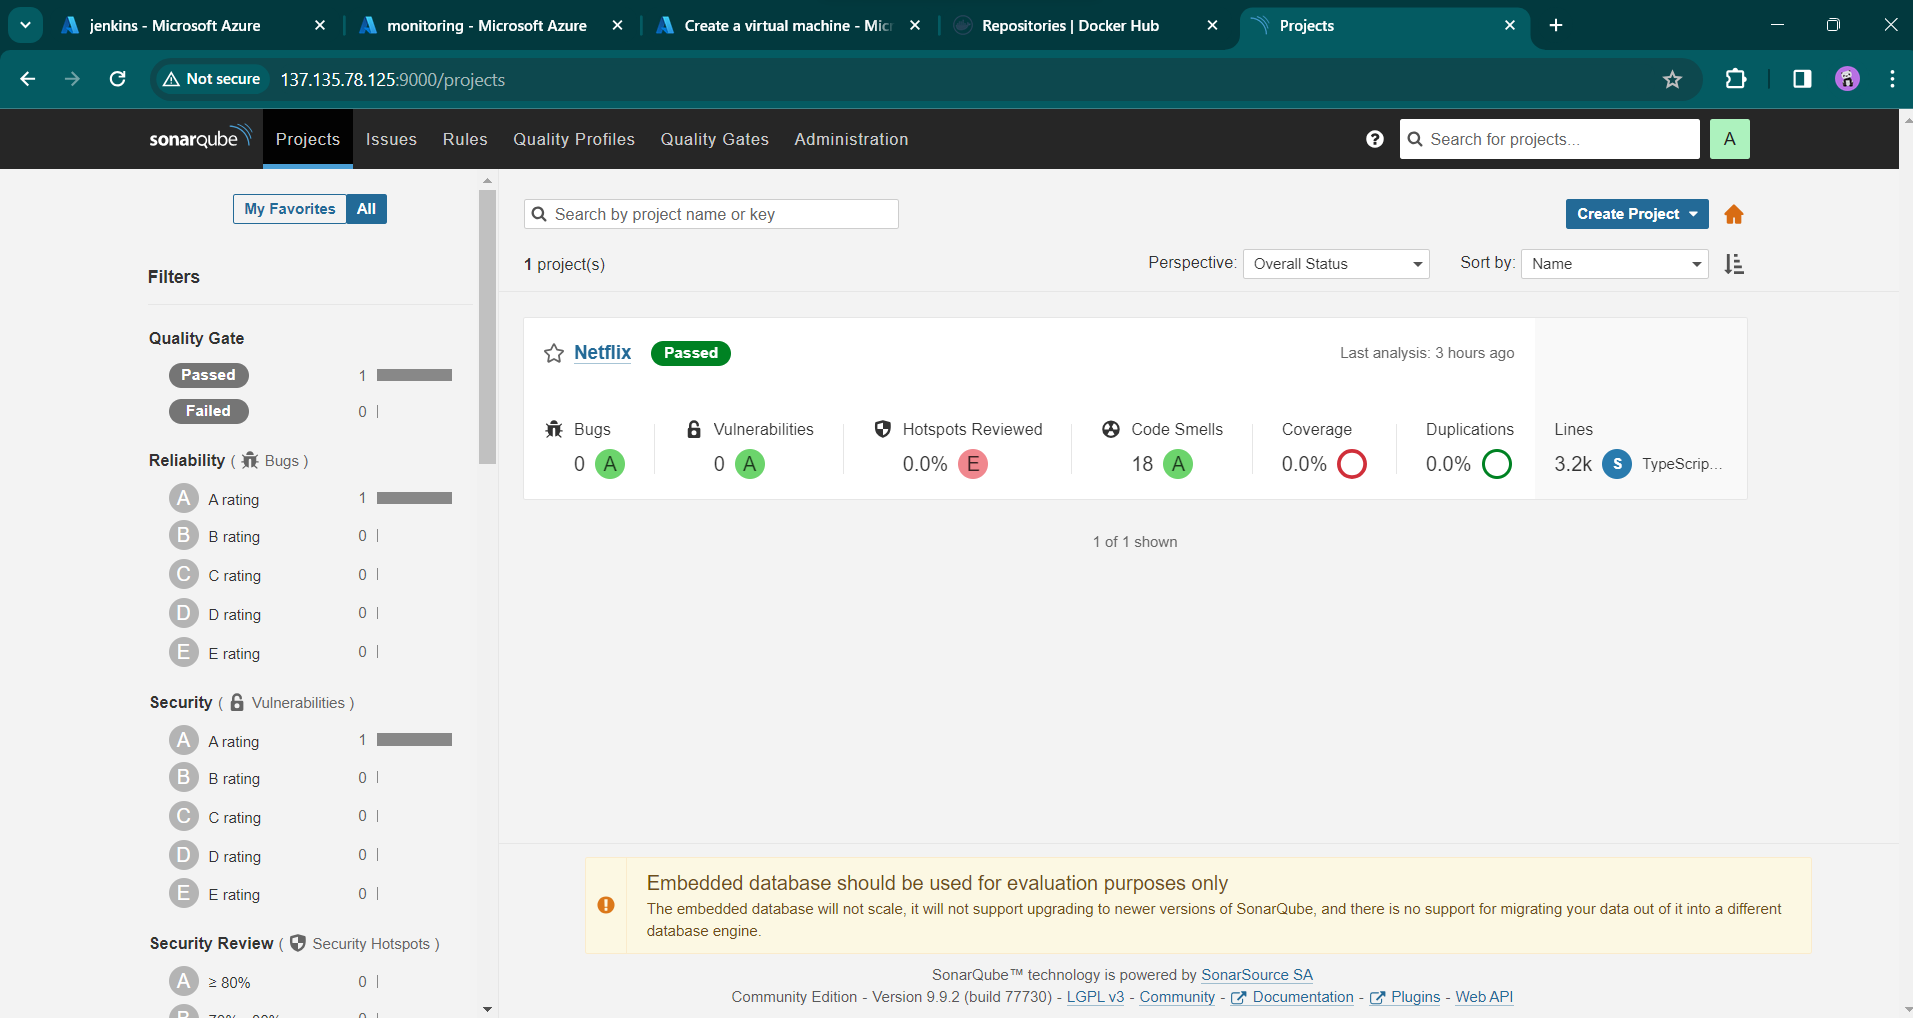 jenkins - Microsoft Azure
monitoring - Microsoft Azure
Create a virtual machine - Mic
Repositories | Docker Hub
Projects
Not secure
137.135.78.125:9000/projects
sonarqube
Projects
Issues
Rules
Quality Profiles
Quality Gates
Administration
Search for projects...
A
My Favorites
All
Filters
Quality Gate
Passed 1
Failed 0
Reliability ( Bugs )
A A rating 1
B B rating 0
C C rating 0
D D rating 0
E E rating 0
Security ( Vulnerabilities )
A A rating 1
B B rating 0
C C rating 0
D D rating 0
E E rating 0
Security Review ( Security Hotspots )
A ≥ 80% 0
Search by project name or key
Create Project
1 project(s)
Perspective: Overall Status
Sort by: Name
Netflix Passed
Last analysis: 3 hours ago
Bugs
0 A
Vulnerabilities
0 A
Hotspots Reviewed
0.0% E
Code Smells
18 A
Coverage
0.0%
Duplications
0.0%
Lines
3.2k S TypeScrip...
1 of 1 shown
Embedded database should be used for evaluation purposes only
The embedded database will not scale, it will not support upgrading to newer versions of SonarQube, and there is no support for migrating your data out of it into a different
database engine.
SonarQube™ technology is powered by SonarSource SA
Community Edition - Version 9.9.2 (build 77730) - LGPL v3 - Community - Documentation - Plugins - Web API